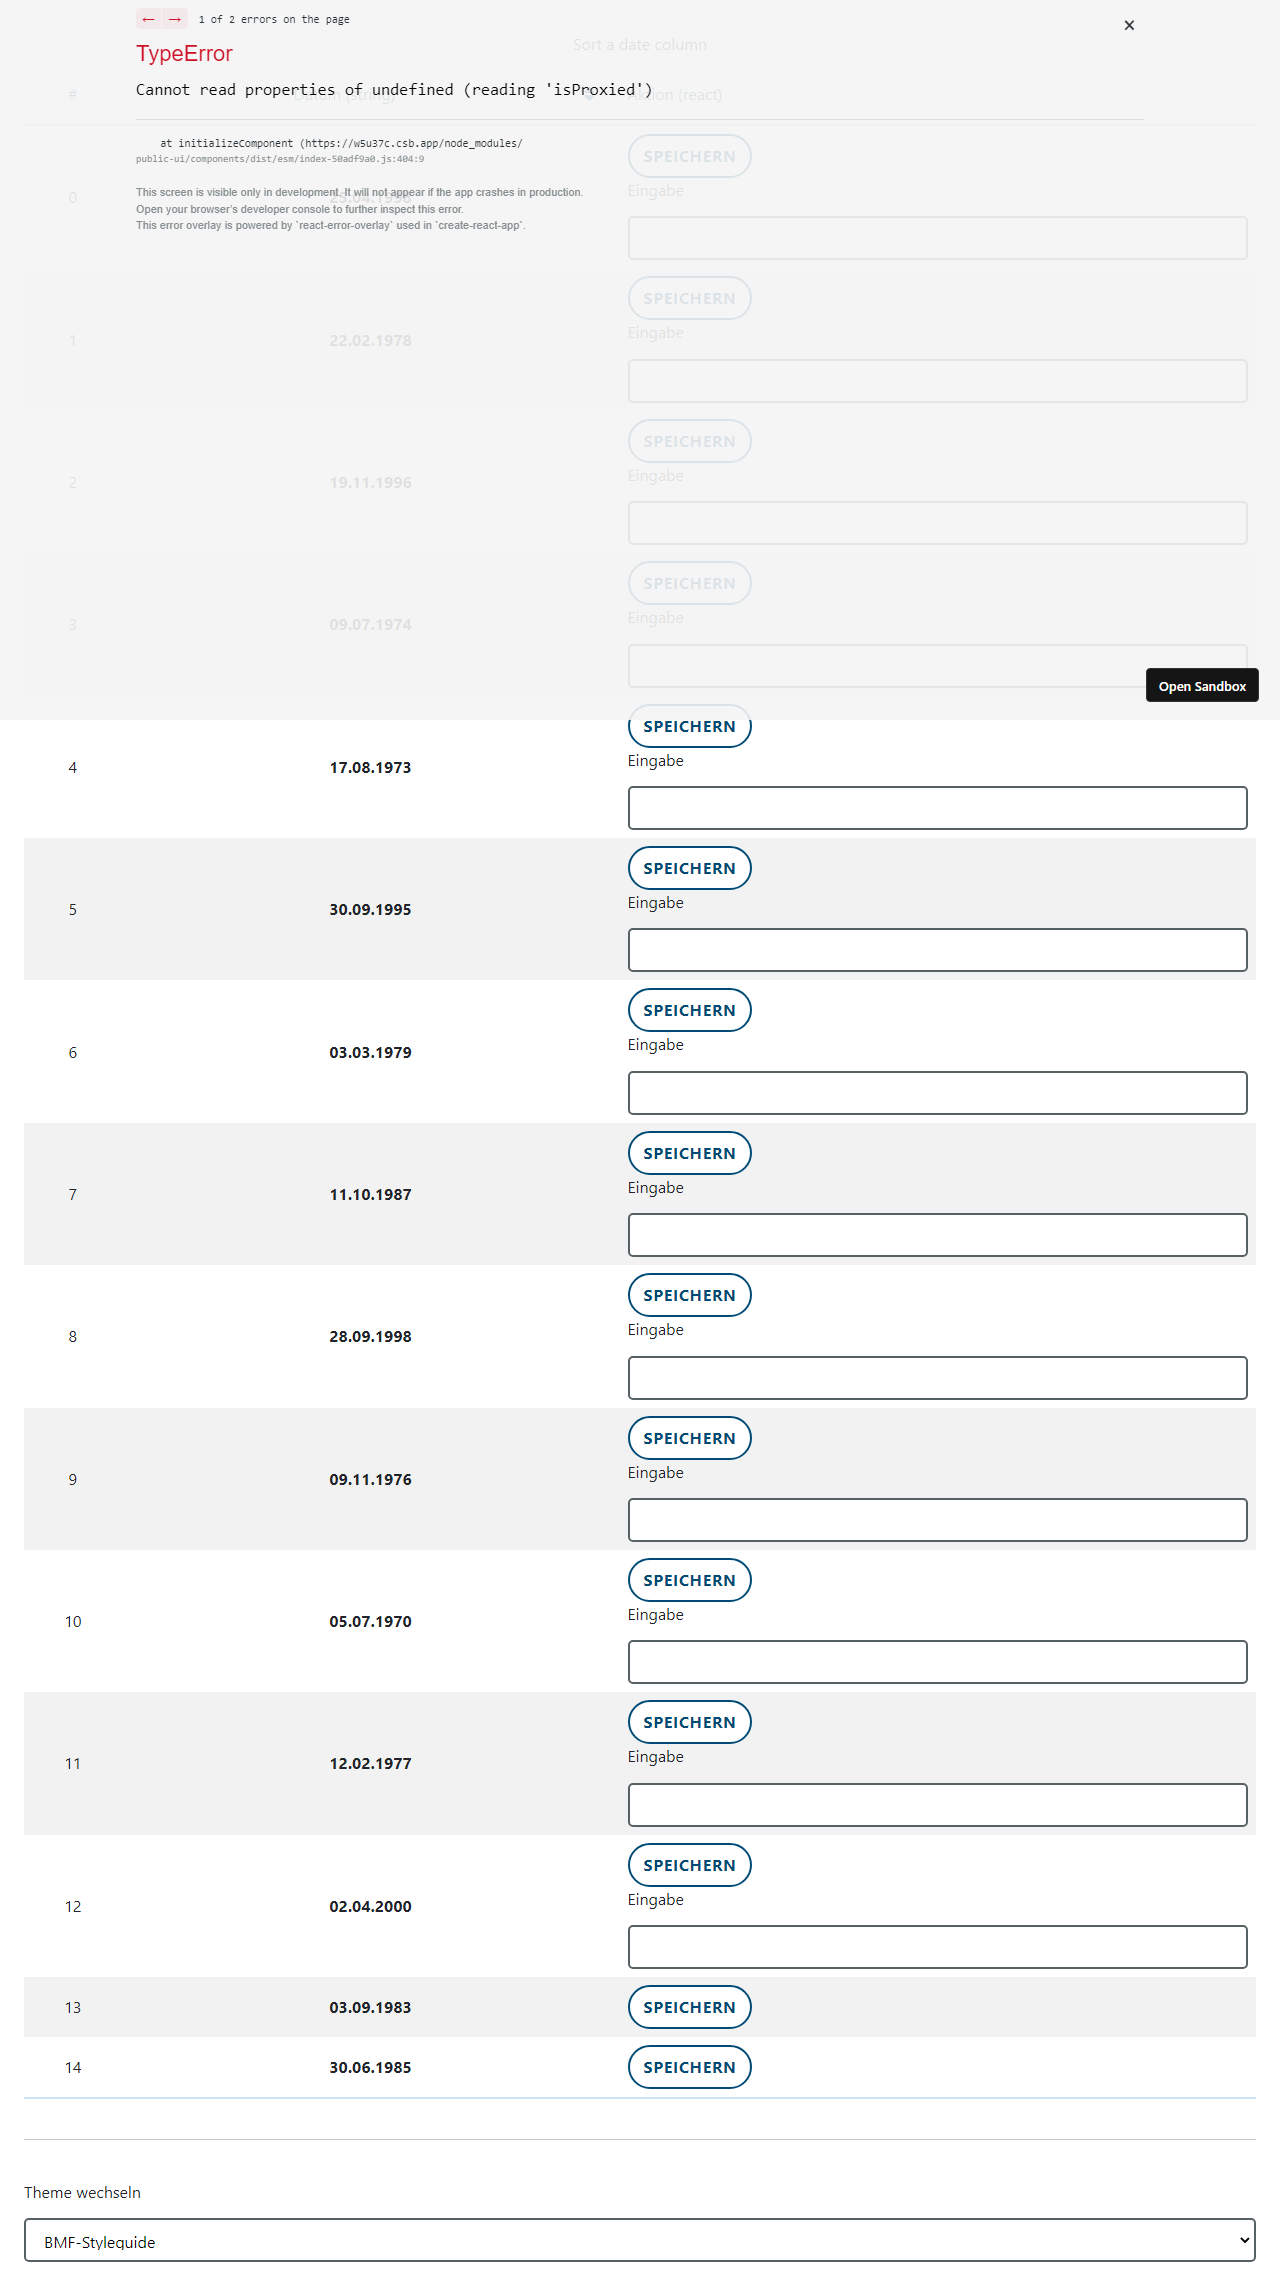 ← → 1 of 2 errors on the page
×
Sort a date column
TypeError
Cannot read properties of undefined (reading 'isProxied')
# Datum (string) Aktion (react)
at initializeComponent (https://w5u37c.csb.app/node_modules/
public-ui/components/dist/esm/index-50adf9a0.js:404:9
This screen is visible only in development. It will not appear if the app crashes in production.
Open your browser's developer console to further inspect this error.
This error overlay is powered by `react-error-overlay` used in `create-react-app`.
SPEICHERN
Eingabe
0 25.04.1996
SPEICHERN
Eingabe
1 22.02.1978
SPEICHERN
Eingabe
2 19.11.1996
SPEICHERN
Eingabe
3 09.07.1974
Open Sandbox
SPEICHERN
Eingabe
4 17.08.1973
SPEICHERN
Eingabe
5 30.09.1995
SPEICHERN
Eingabe
6 03.03.1979
SPEICHERN
Eingabe
7 11.10.1987
SPEICHERN
Eingabe
8 28.09.1998
SPEICHERN
Eingabe
9 09.11.1976
SPEICHERN
Eingabe
10 05.07.1970
SPEICHERN
Eingabe
11 12.02.1977
SPEICHERN
Eingabe
12 02.04.2000
13 03.09.1983 SPEICHERN
14 30.06.1985 SPEICHERN
Theme wechseln
BMF-Styleguide